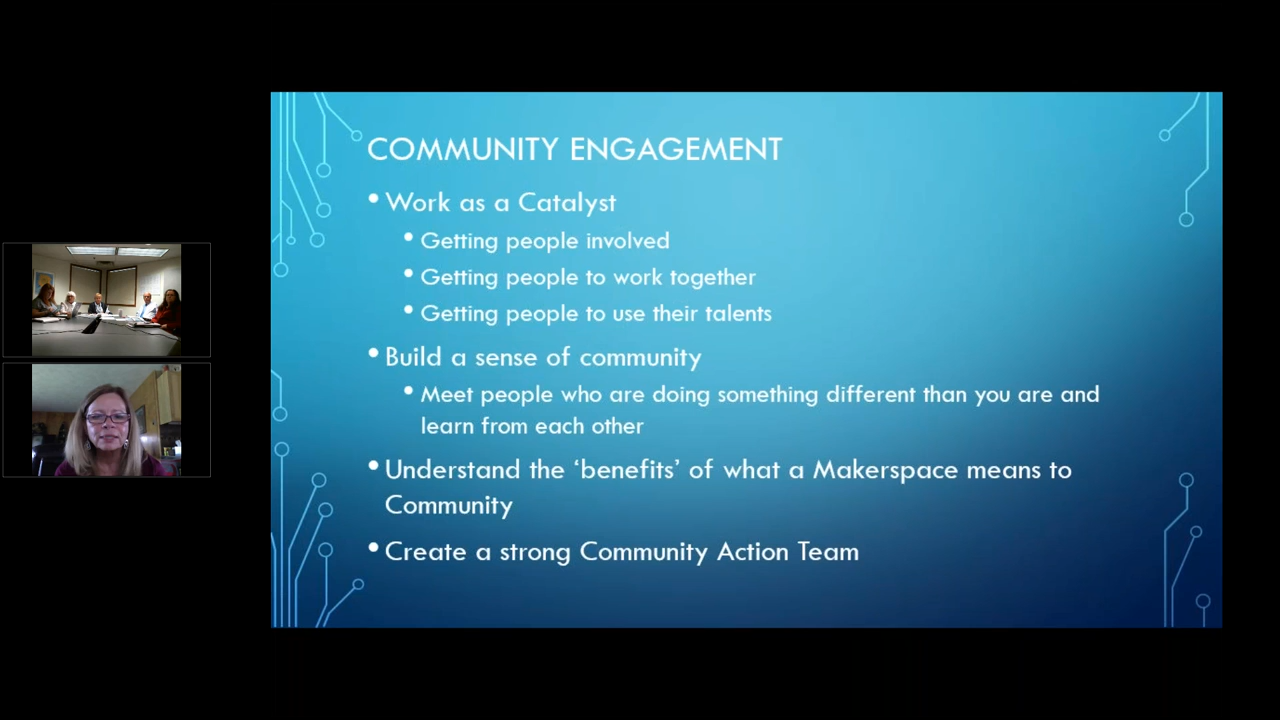 COMMUNITY ENGAGEMENT
• Work as a Catalyst
• Getting people involved
• Getting people to work together
• Getting people to use their talents
• Build a sense of community
• Meet people who are doing something different than you are and
learn from each other
• Understand the ‘benefits’ of what a Makerspace means to
Community
• Create a strong Community Action Team